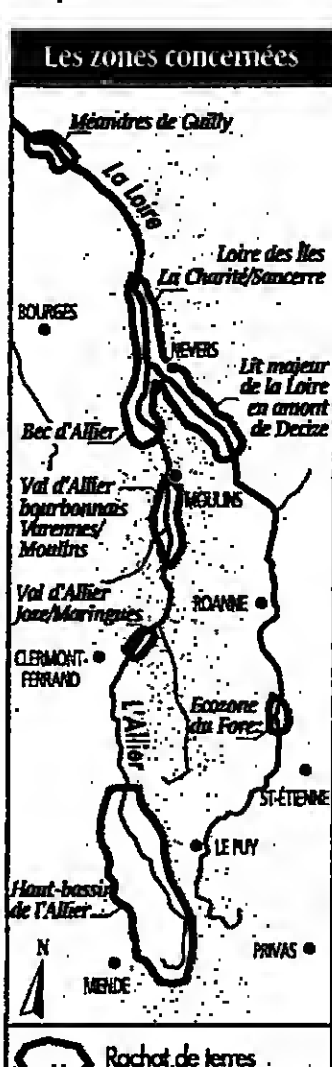 Les zones concernées
Méandres de Guilly
La Loire
Loire des Îles
La Charité/Sancerre
BOURGES
NEVERS
Lit majeur
de la Loire
en amont
de Decize
Bec d'Allier
Val d'Allier
bourbonnais
Varennes/
Moulins
MOULINS
Val d'Allier
Joze/Maringues
ROANNE
CLERMONT-
FERRAND
L'Allier
Ecozone
du Forez
ST-ÉTIENNE
LE PUY
Haut-bassin
de l'Allier
N
PRIVAS
MENDE
Rachat de terres